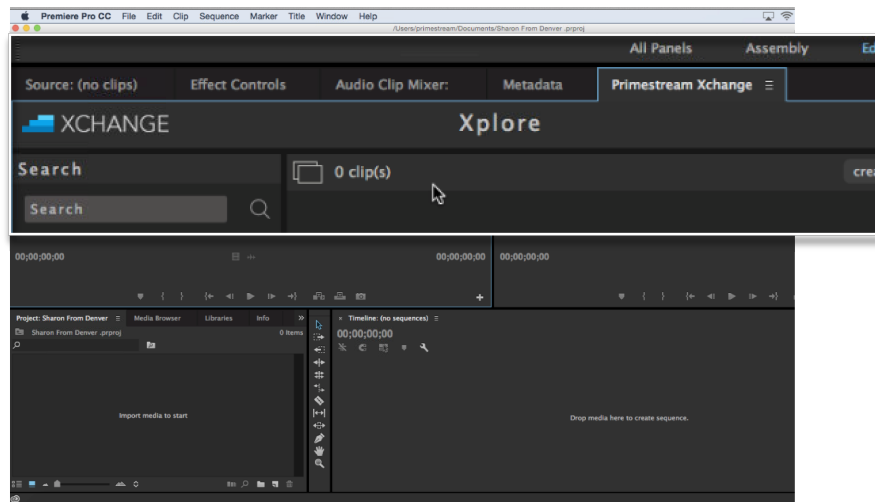 Premiere Pro CC File Edit Clip Sequence Marker Title Window Help
/Users/primestream/Documents/Sharon From Denver .prproj
All Panels Assembly Ed
Source: (no clips) Effect Controls Audio Clip Mixer: Metadata Primestream Xchange
XCHANGE Xplore
Search 0 clip(s) crea
Search
00;00;00;00 00;00;00;00 00;00;00;00
Project: Sharon From Denver Media Browser Libraries Info Timeline: (no sequences)
Sharon From Denver .prproj 0 Items 00;00;00;00
Import media to start
Drop media here to create sequence.